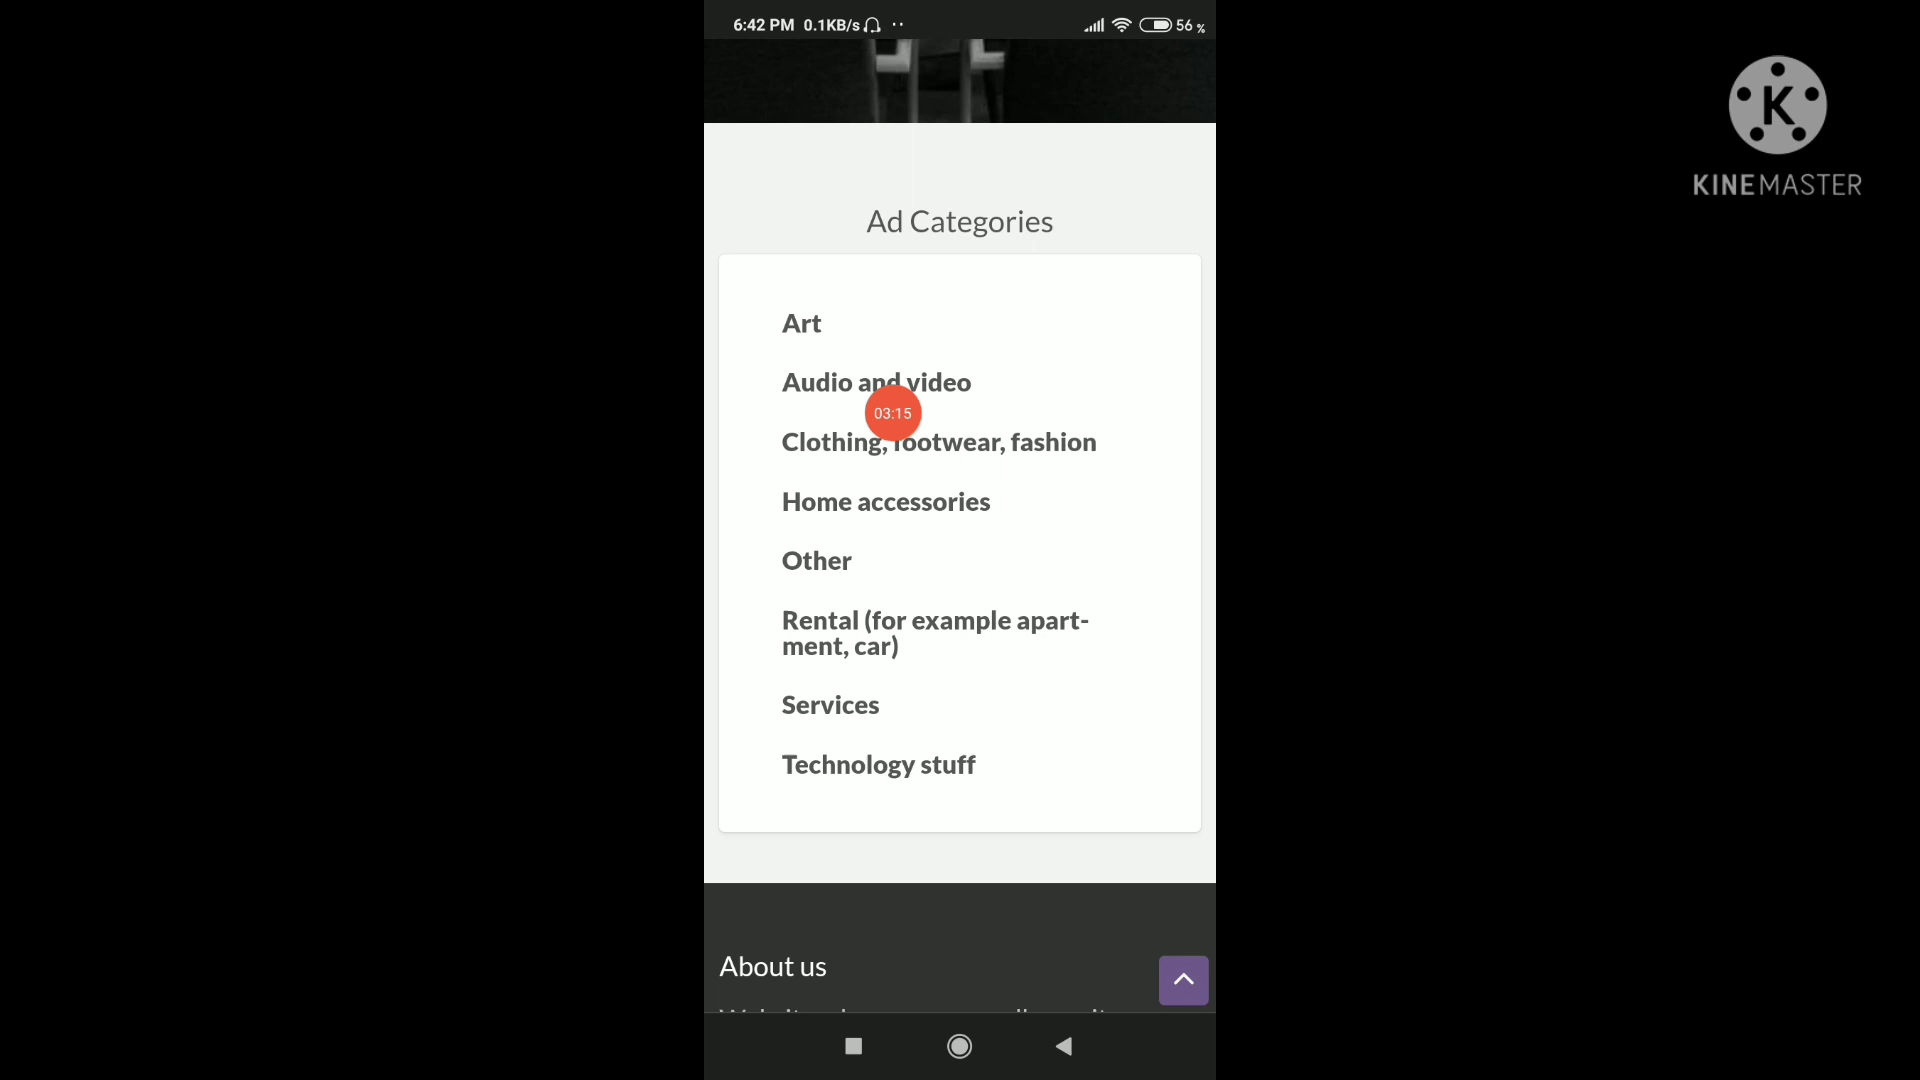 6:42 PM 0.1KB/s
56 %
KINEMASTER
Ad Categories
Art
Audio and video
03:15
Clothing, footwear, fashion
Home accessories
Other
Rental (for example apart-
ment, car)
Services
Technology stuff
About us